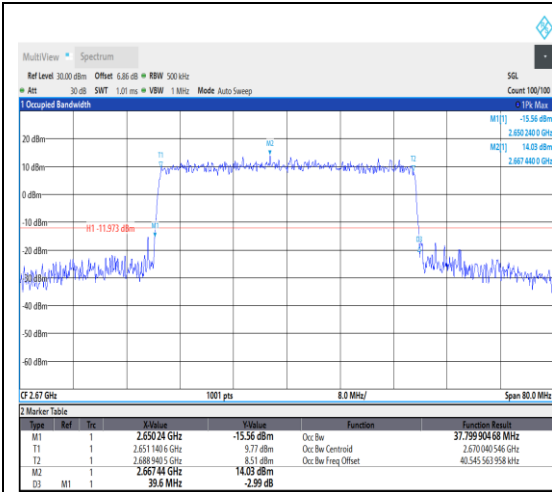 MultiView Spectrum
Ref Level 30.00 dBm Offset 6.86 dB RBW 500 kHz SGL
Att 30 dB SWT 1.01 ms VBW 1 MHz Mode Auto Sweep Count 100/100
1 Occupied Bandwidth 1Pk Max
M1[1] -15.56 dBm
2.650 240 0 GHz
M2[1] 14.03 dBm
2.667 440 0 GHz
20 dBm
10 dBm
0 dBm
-10 dBm
-20 dBm
-30 dBm
-40 dBm
-50 dBm
-60 dBm
T1
M2
T2
H1 -11.973 dBm
M1
D3
CF 2.67 GHz 1001 pts 8.0 MHz/ Span 80.0 MHz
2 Marker Table
Type Ref Trc X-Value Y-Value Function Function Result
M1 1 2.65024 GHz -15.56 dBm Occ Bw 37.799 904 68 MHz
T1 1 2.651 140 6 GHz 9.77 dBm Occ Bw Centroid 2.670 040 546 GHz
T2 1 2.688 940 5 GHz 8.51 dBm Occ Bw Freq Offset 40.545 563 958 kHz
M2 1 2.66744 GHz 14.03 dBm
D3 M1 1 39.6 MHz -2.99 dB